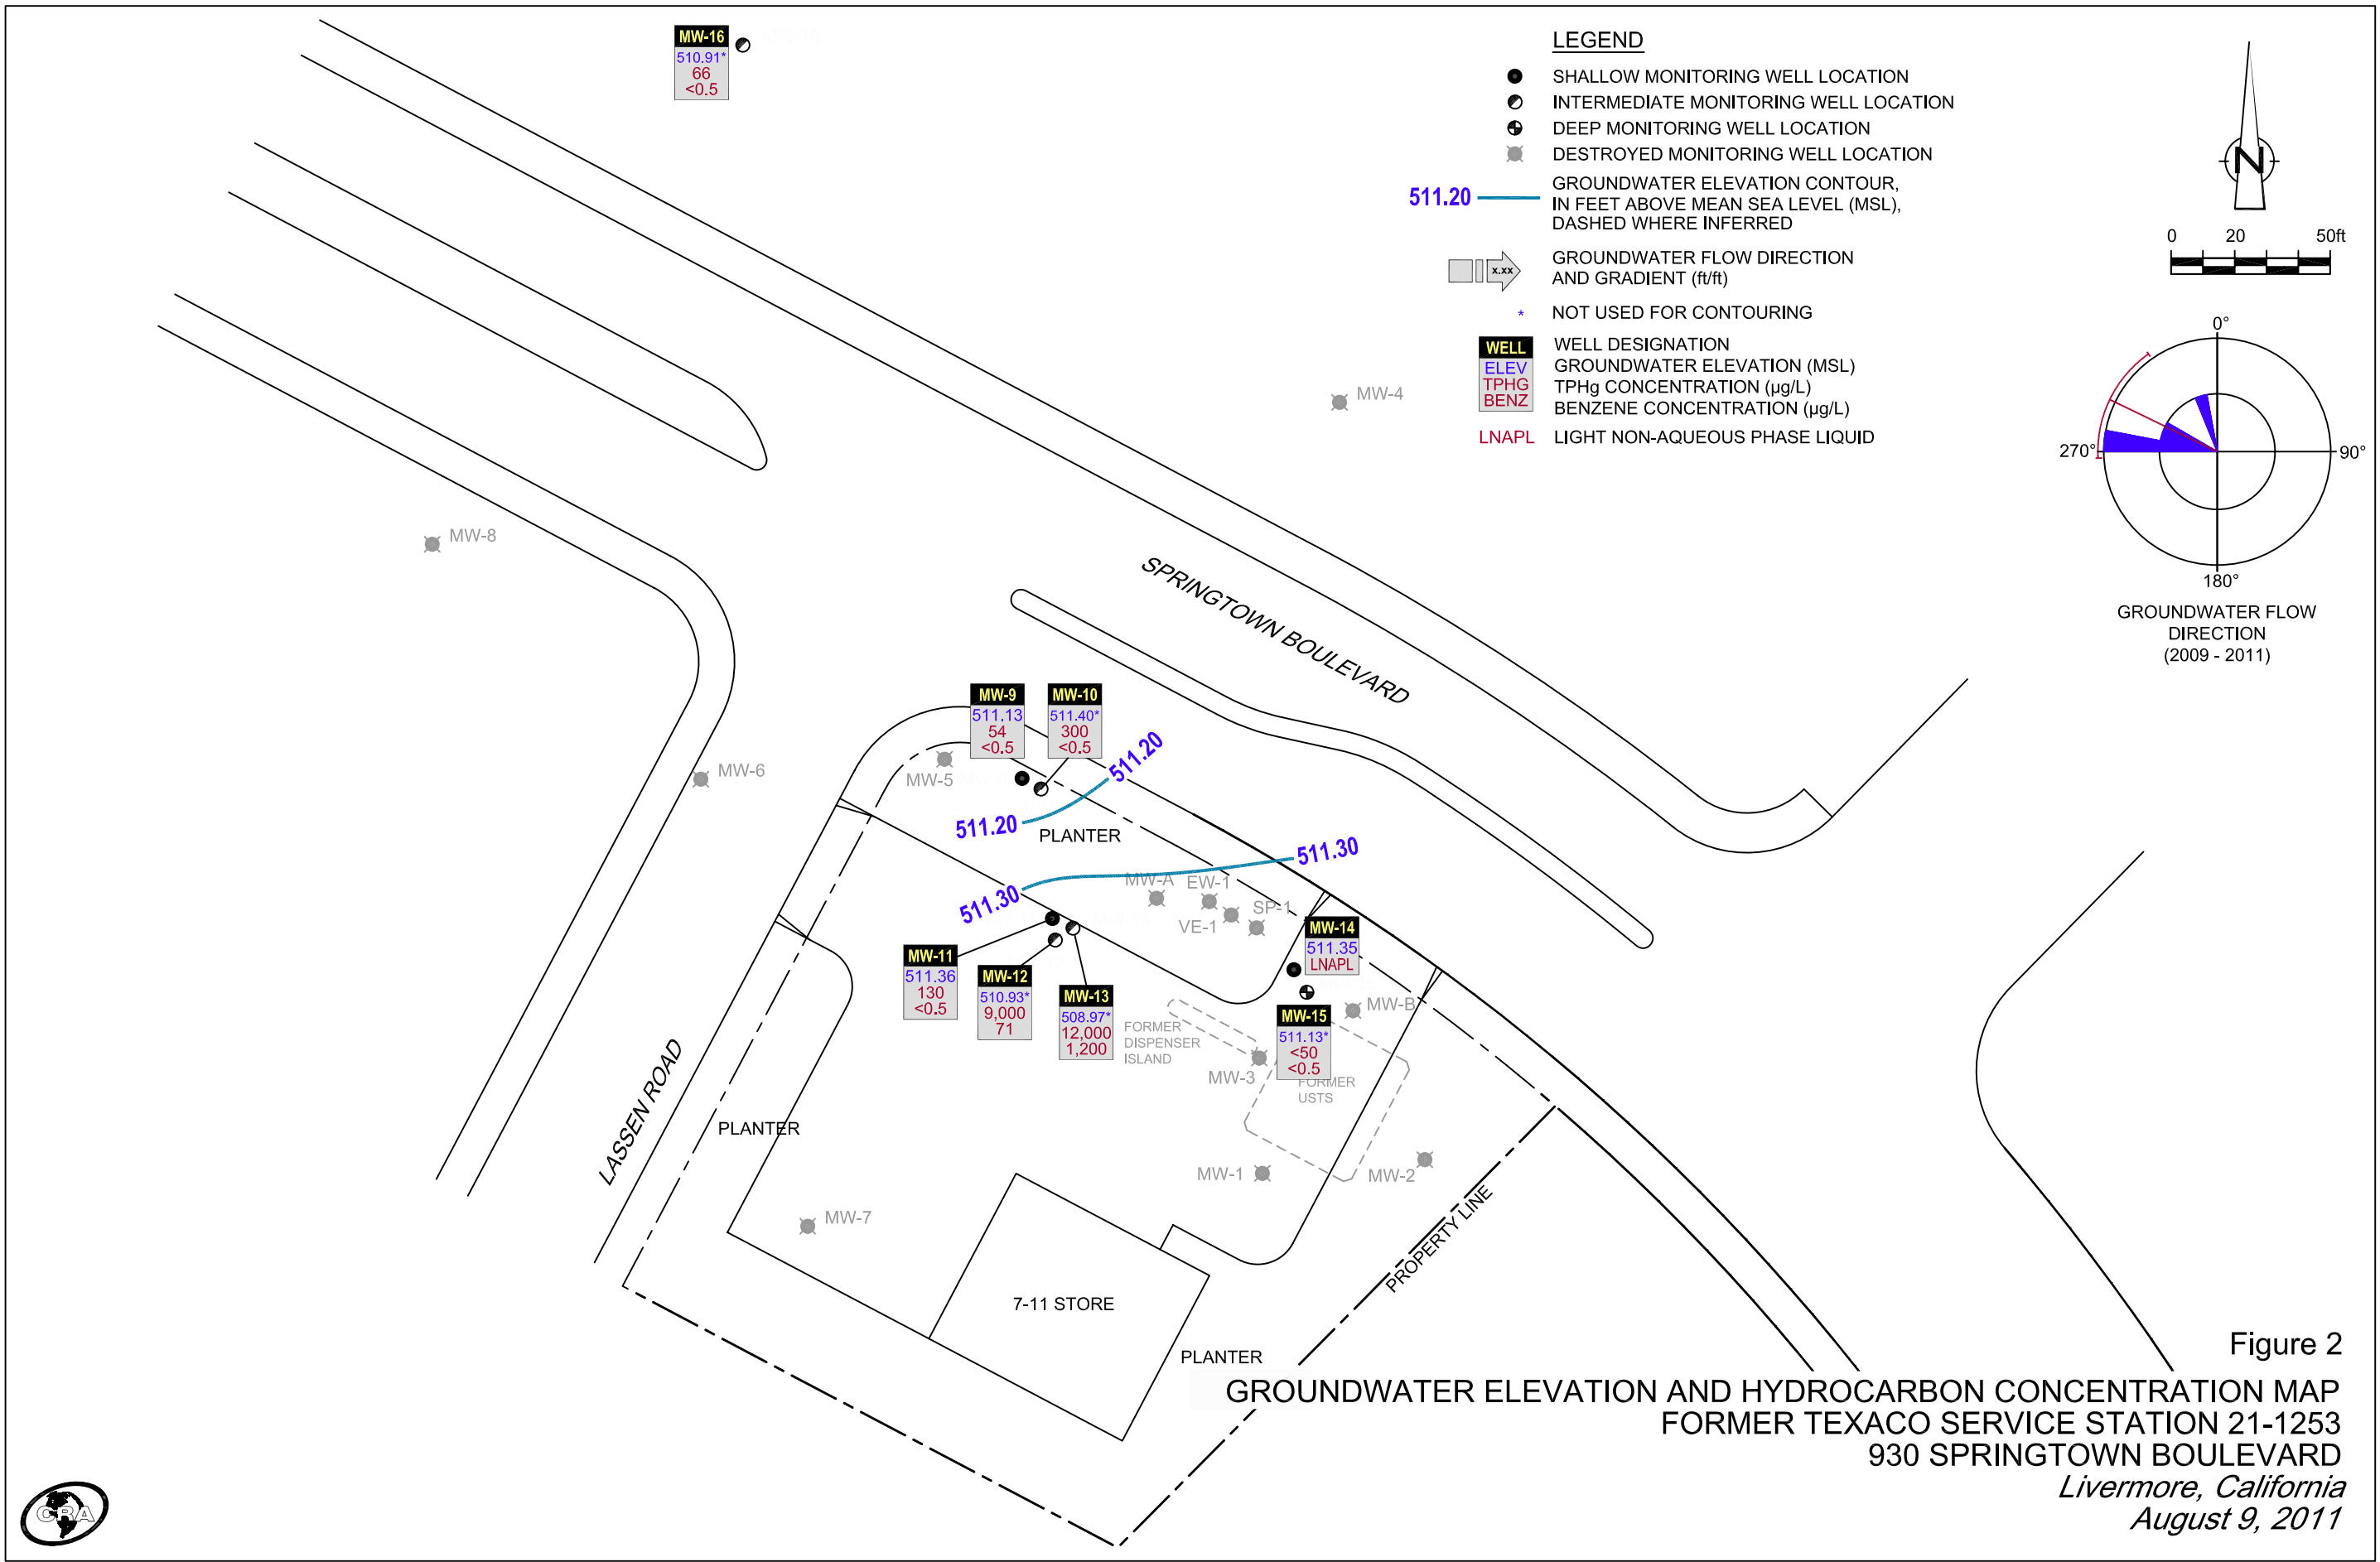 MW-16
510.91*
66
<0.5
LEGEND
SHALLOW MONITORING WELL LOCATION
INTERMEDIATE MONITORING WELL LOCATION
DEEP MONITORING WELL LOCATION
DESTROYED MONITORING WELL LOCATION
511.20
GROUNDWATER ELEVATION CONTOUR,
IN FEET ABOVE MEAN SEA LEVEL (MSL),
DASHED WHERE INFERRED
x.xx
GROUNDWATER FLOW DIRECTION
AND GRADIENT (ft/ft)
* NOT USED FOR CONTOURING
WELL
ELEV
TPHG
BENZ
WELL DESIGNATION
GROUNDWATER ELEVATION (MSL)
TPHg CONCENTRATION (µg/L)
BENZENE CONCENTRATION (µg/L)
LNAPL LIGHT NON-AQUEOUS PHASE LIQUID
N
0 20 50ft
0°
270° 90°
180°
GROUNDWATER FLOW
DIRECTION
(2009 - 2011)
MW-4
MW-8
SPRINGTOWN BOULEVARD
MW-9
511.13
54
<0.5
MW-10
511.40*
300
<0.5
MW-5
MW-6
511.20
511.20
PLANTER
511.30
511.30
MW-A
EW-1
VE-1
SP-1
MW-11
511.36
130
<0.5
MW-12
510.93*
9,000
71
MW-13
508.97*
12,000
1,200
MW-14
511.35
LNAPL
MW-15
511.13*
<50
<0.5
MW-B
FORMER
DISPENSER
ISLAND
MW-3
FORMER
USTS
LASSEN ROAD
PLANTER
MW-1
MW-2
MW-7
PROPERTY LINE
7-11 STORE
PLANTER
Figure 2
GROUNDWATER ELEVATION AND HYDROCARBON CONCENTRATION MAP
FORMER TEXACO SERVICE STATION 21-1253
930 SPRINGTOWN BOULEVARD
Livermore, California
August 9, 2011
CRA